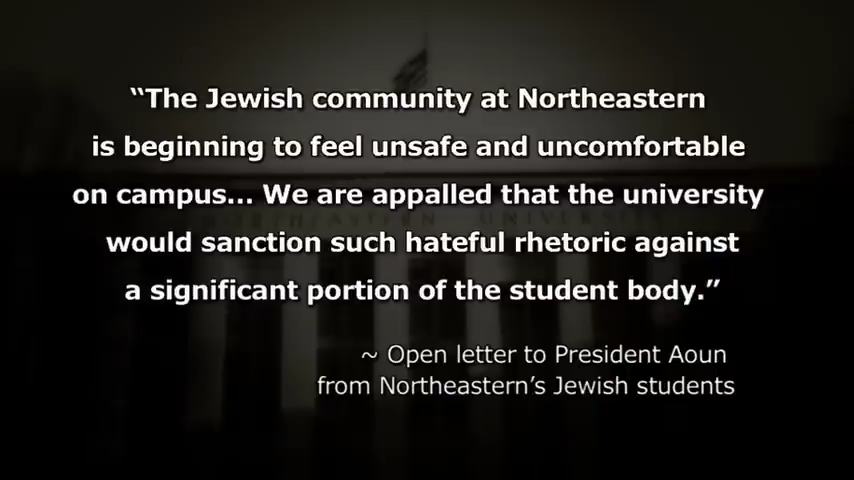 “The Jewish community at Northeastern
is beginning to feel unsafe and uncomfortable
on campus... We are appalled that the university
would sanction such hateful rhetoric against
a significant portion of the student body.”
~ Open letter to President Aoun
from Northeastern’s Jewish students
NORTHEASTERN UNIVERSITY